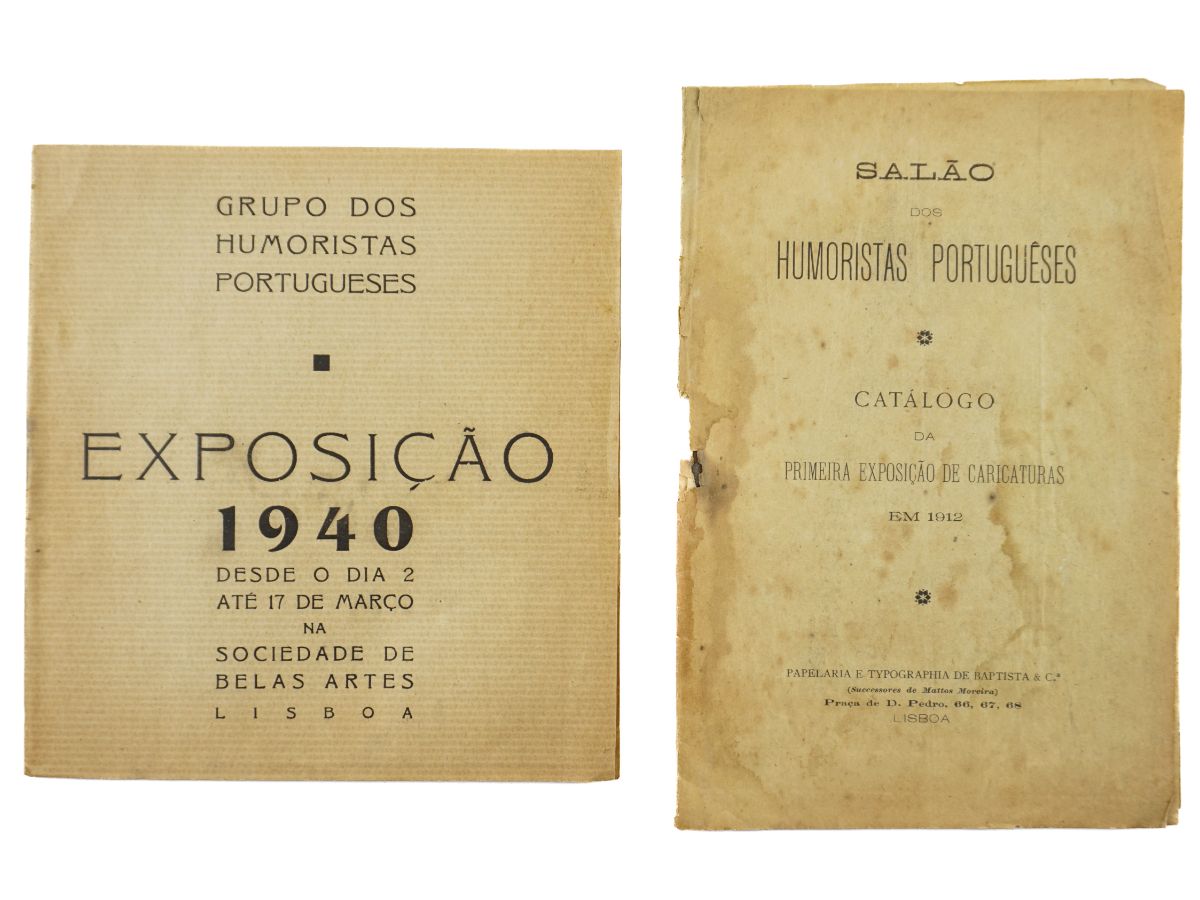 GRUPO DOS
HUMORISTAS
PORTUGUESES
EXPOSIÇÃO
1940
DESDE O DIA 2
ATÉ 17 DE MARÇO
NA
SOCIEDADE DE
BELAS ARTES
LISBOA
SALÃO
DOS
HUMORISTAS PORTUGUÊSES
CATÁLOGO
DA
PRIMEIRA EXPOSIÇÃO DE CARICATURAS
EM 1912
PAPELARIA E TYPOGRAPHIA DE BAPTISTA & C.ª
(Successores de Mattos Moreira)
Praça de D. Pedro, 66, 67, 68
LISBOA